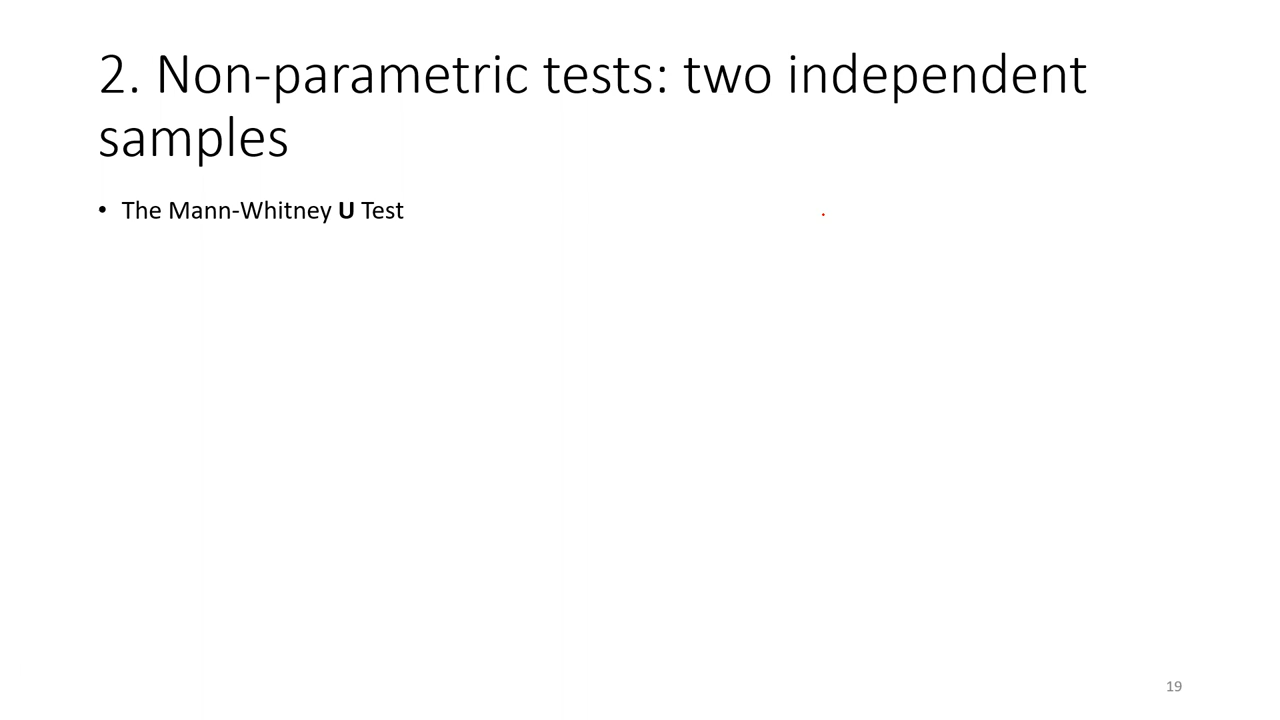 2. Non-parametric tests: two independent
samples
• The Mann-Whitney U Test
19